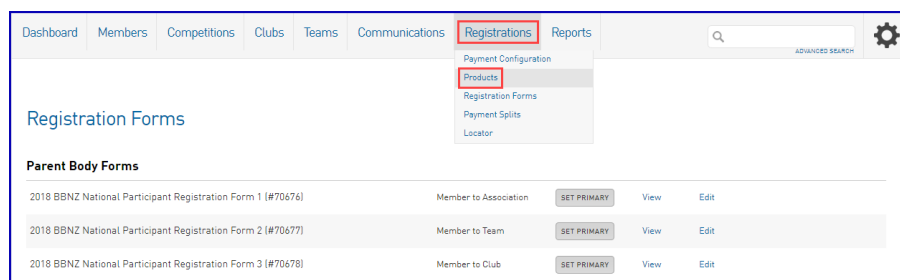 Dashboard Members Competitions Clubs Teams Communications Registrations Reports
ADVANCED SEARCH
Payment Configuration
Products
Registration Forms
Payment Splits
Locator
Registration Forms
Parent Body Forms
2018 BBNZ National Participant Registration Form 1 (#70676) Member to Association SET PRIMARY View Edit
2018 BBNZ National Participant Registration Form 2 (#70677) Member to Team SET PRIMARY View Edit
2018 BBNZ National Participant Registration Form 3 (#70678) Member to Club SET PRIMARY View Edit